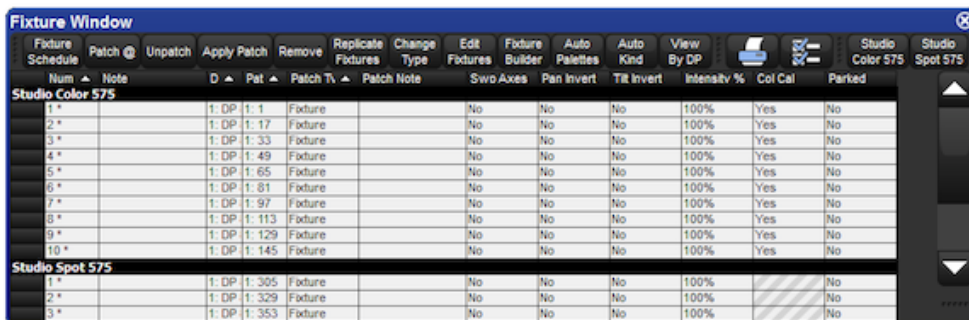 Fixture Window
Fixture Schedule Patch @ Unpatch Apply Patch Remove Replicate Fixtures Change Type Edit Fixtures Fixture Builder Auto Palettes Auto Kind View By DP Studio Color 575 Studio Spot 575
Num Note D Pat Patch Ty Patch Note Swp Axes Pan Invert Tilt Invert Intensity % Col Cal Parked
Studio Color 575
1 * 1: DP 1: 1 Fixture No No No 100% Yes No
2 * 1: DP 1: 17 Fixture No No No 100% Yes No
3 * 1: DP 1: 33 Fixture No No No 100% Yes No
4 * 1: DP 1: 49 Fixture No No No 100% Yes No
5 * 1: DP 1: 65 Fixture No No No 100% Yes No
6 * 1: DP 1: 81 Fixture No No No 100% Yes No
7 * 1: DP 1: 97 Fixture No No No 100% Yes No
8 * 1: DP 1: 113 Fixture No No No 100% Yes No
9 * 1: DP 1: 129 Fixture No No No 100% Yes No
10 * 1: DP 1: 145 Fixture No No No 100% Yes No
Studio Spot 575
1 * 1: DP 1: 305 Fixture No No No 100% No
2 * 1: DP 1: 329 Fixture No No No 100% No
3 * 1: DP 1: 353 Fixture No No No 100% No